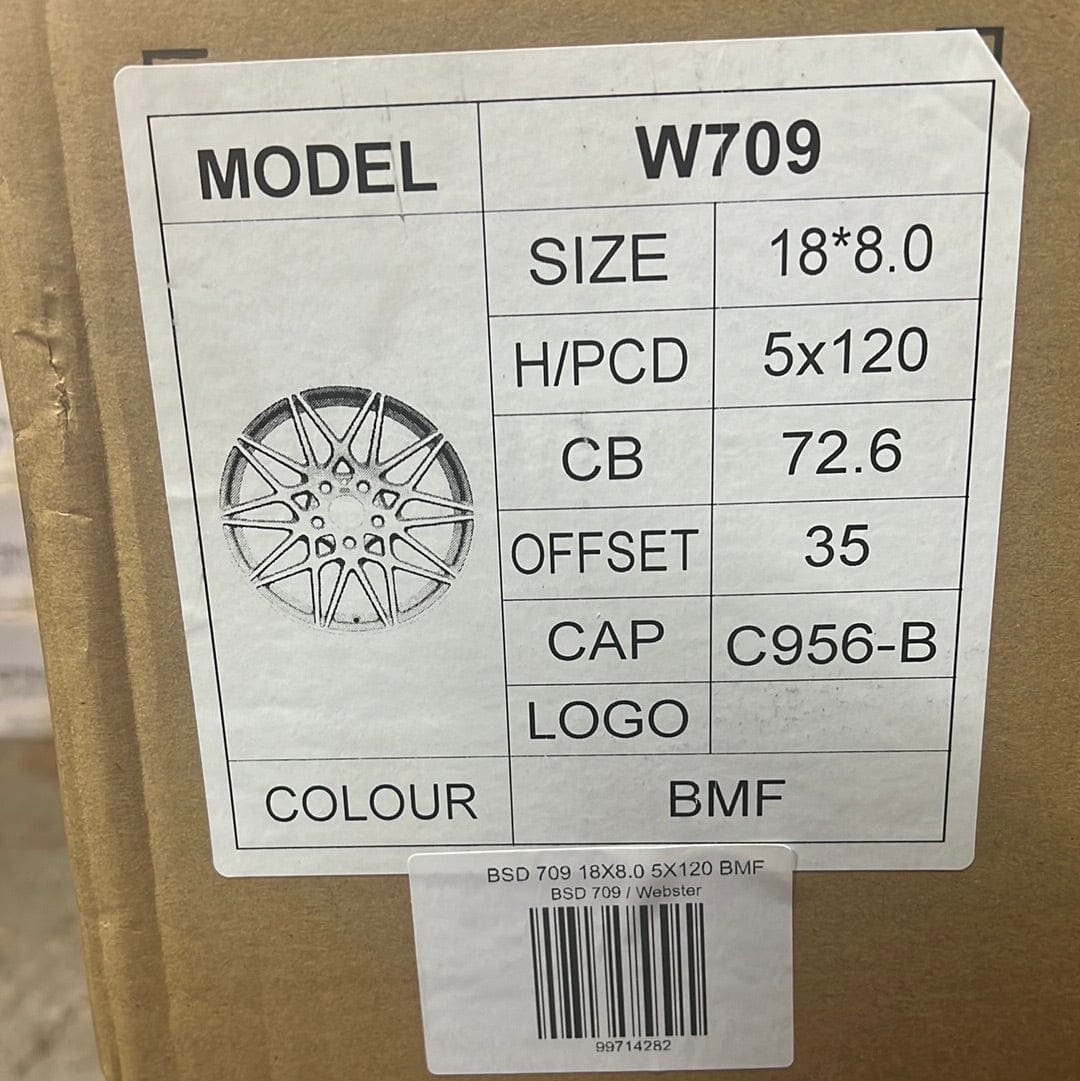 MODEL W709
SIZE 18*8.0
H/PCD 5x120
CB 72.6
OFFSET 35
CAP C956-B
LOGO
COLOUR BMF
BSD 709 18X8.0 5X120 BMF
BSD 709 / Webster
99714282